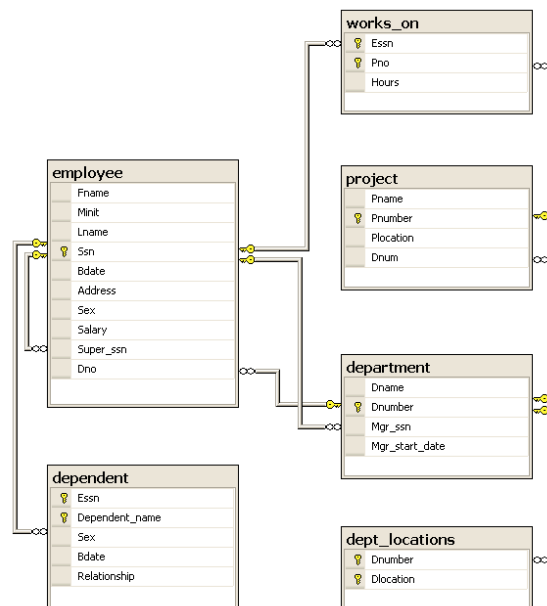 works_on
Essn
Pno
Hours
employee
Fname
Minit
Lname
Ssn
Bdate
Address
Sex
Salary
Super_ssn
Dno
project
Pname
Pnumber
Plocation
Dnum
department
Dname
Dnumber
Mgr_ssn
Mgr_start_date
dependent
Essn
Dependent_name
Sex
Bdate
Relationship
dept_locations
Dnumber
Dlocation